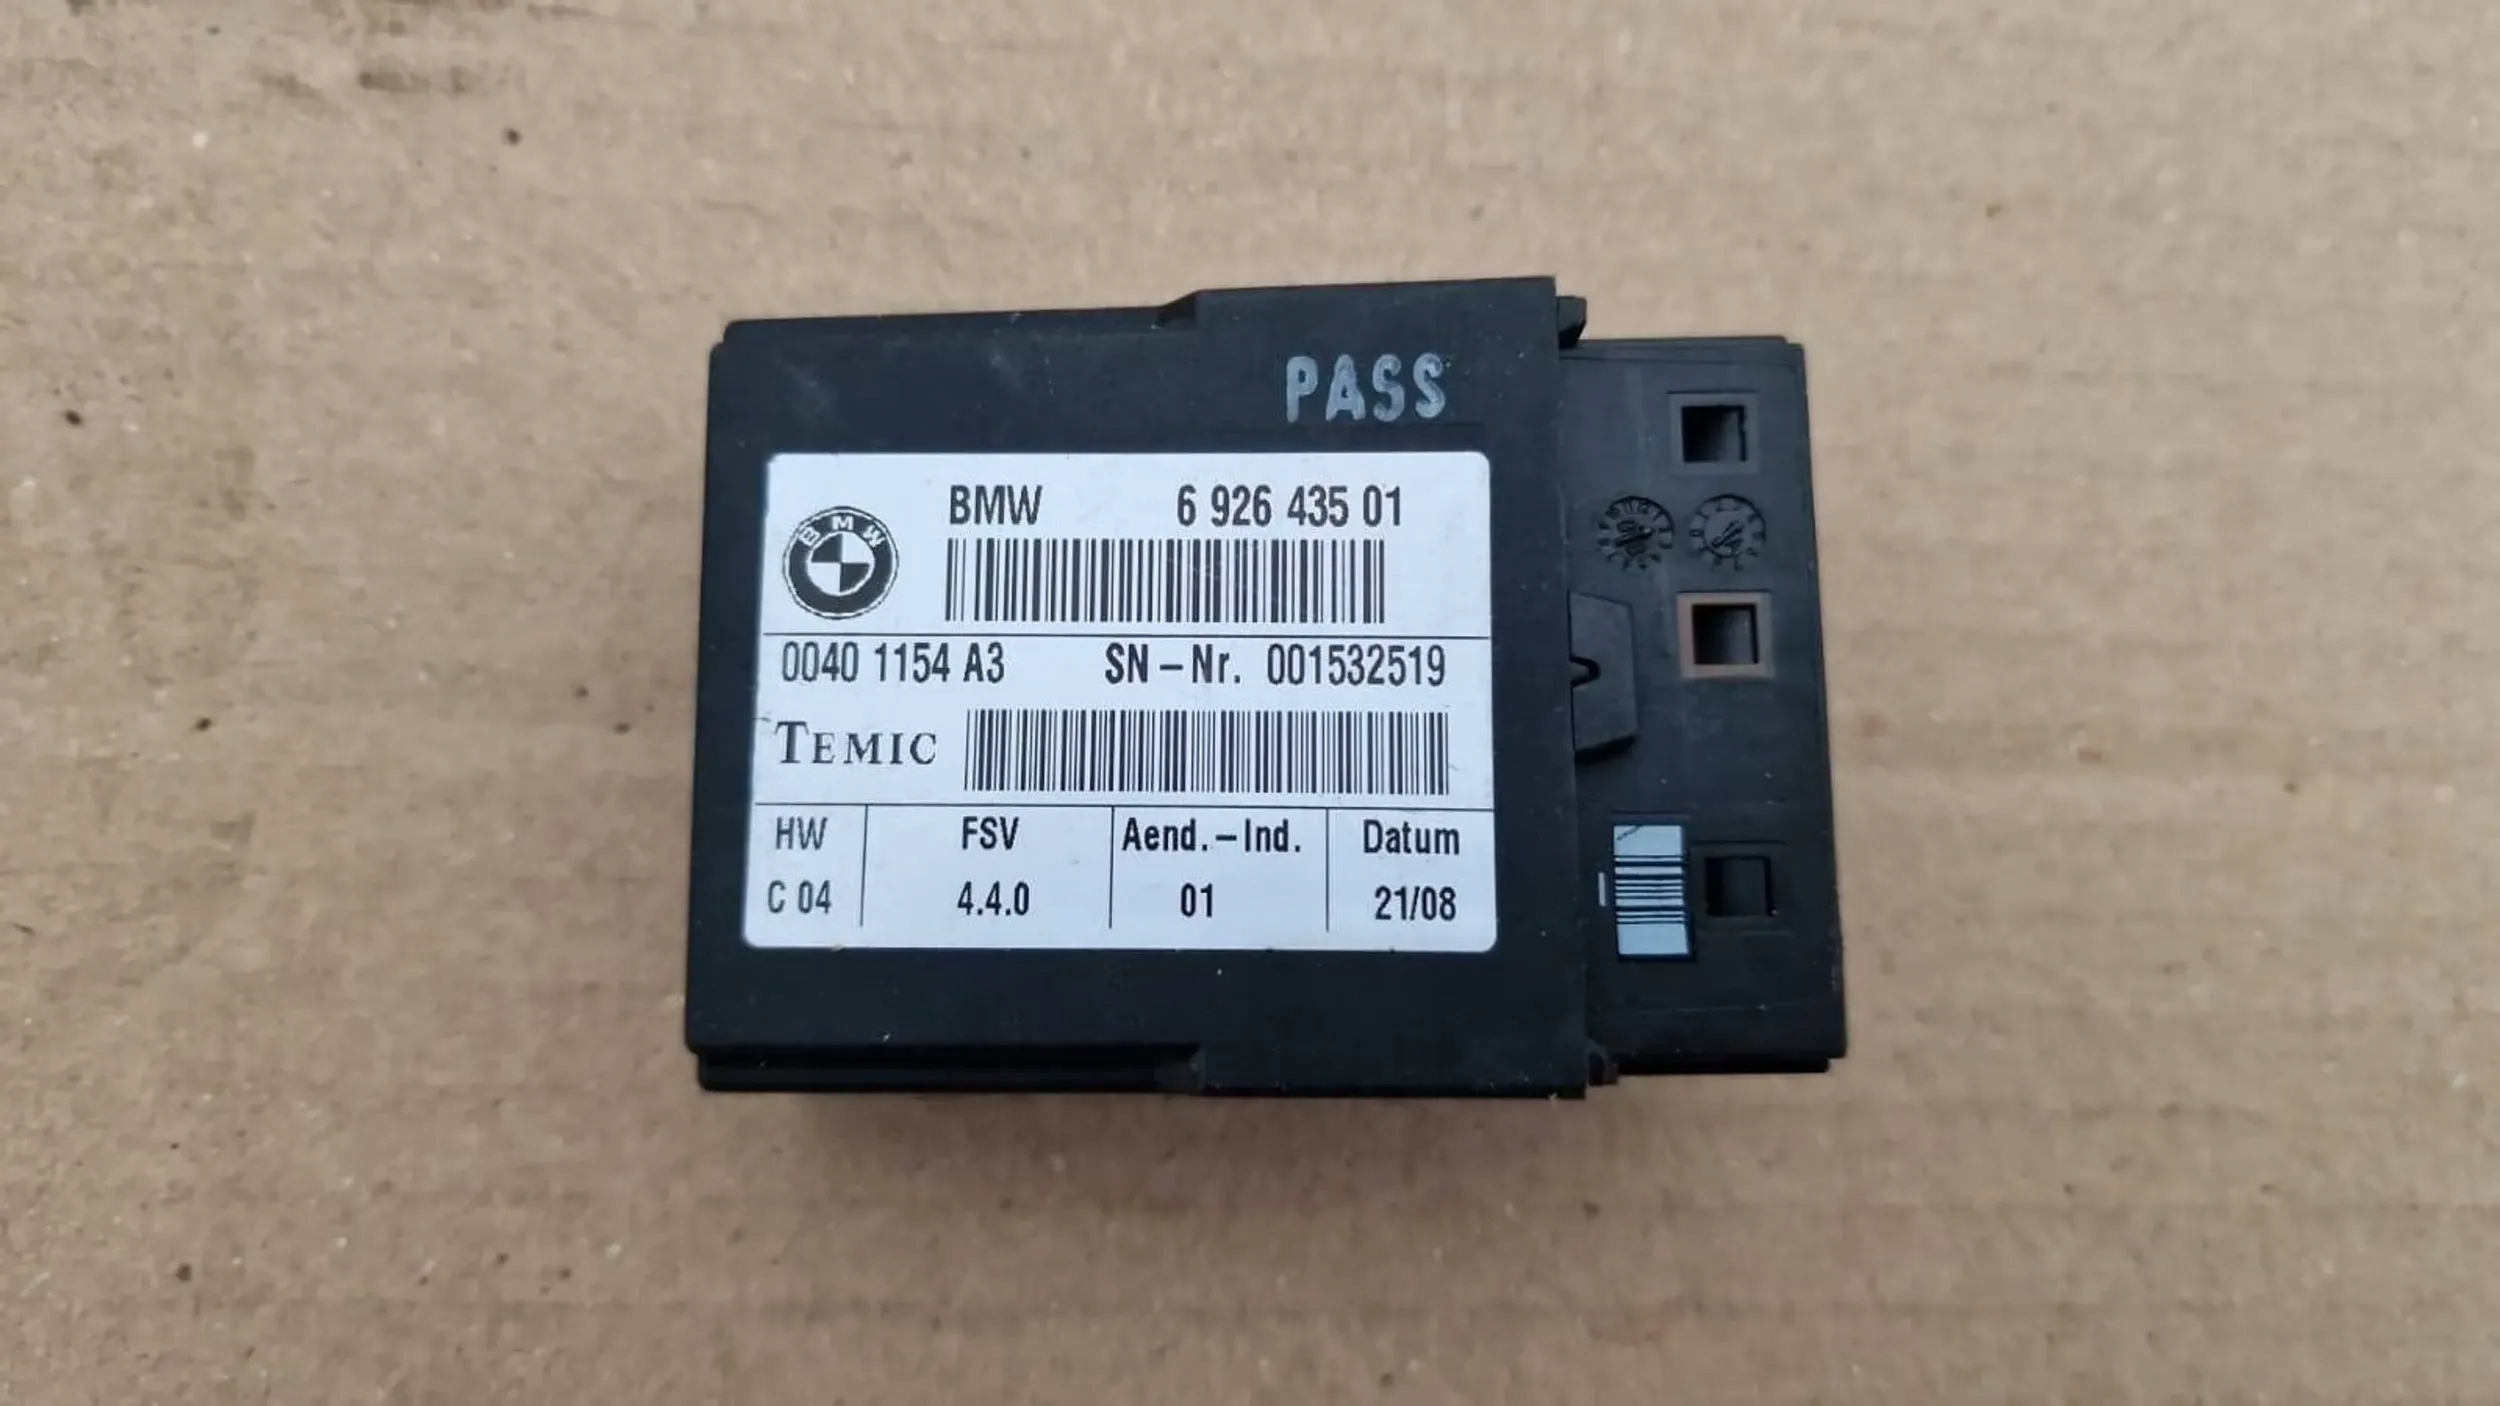 PASS
BMW 6 926 435 01
BMW
0040 1154 A3 SN-Nr. 001532519
TEMIC
HW FSV Aend.-Ind. Datum
C 04 4.4.0 01 21/08